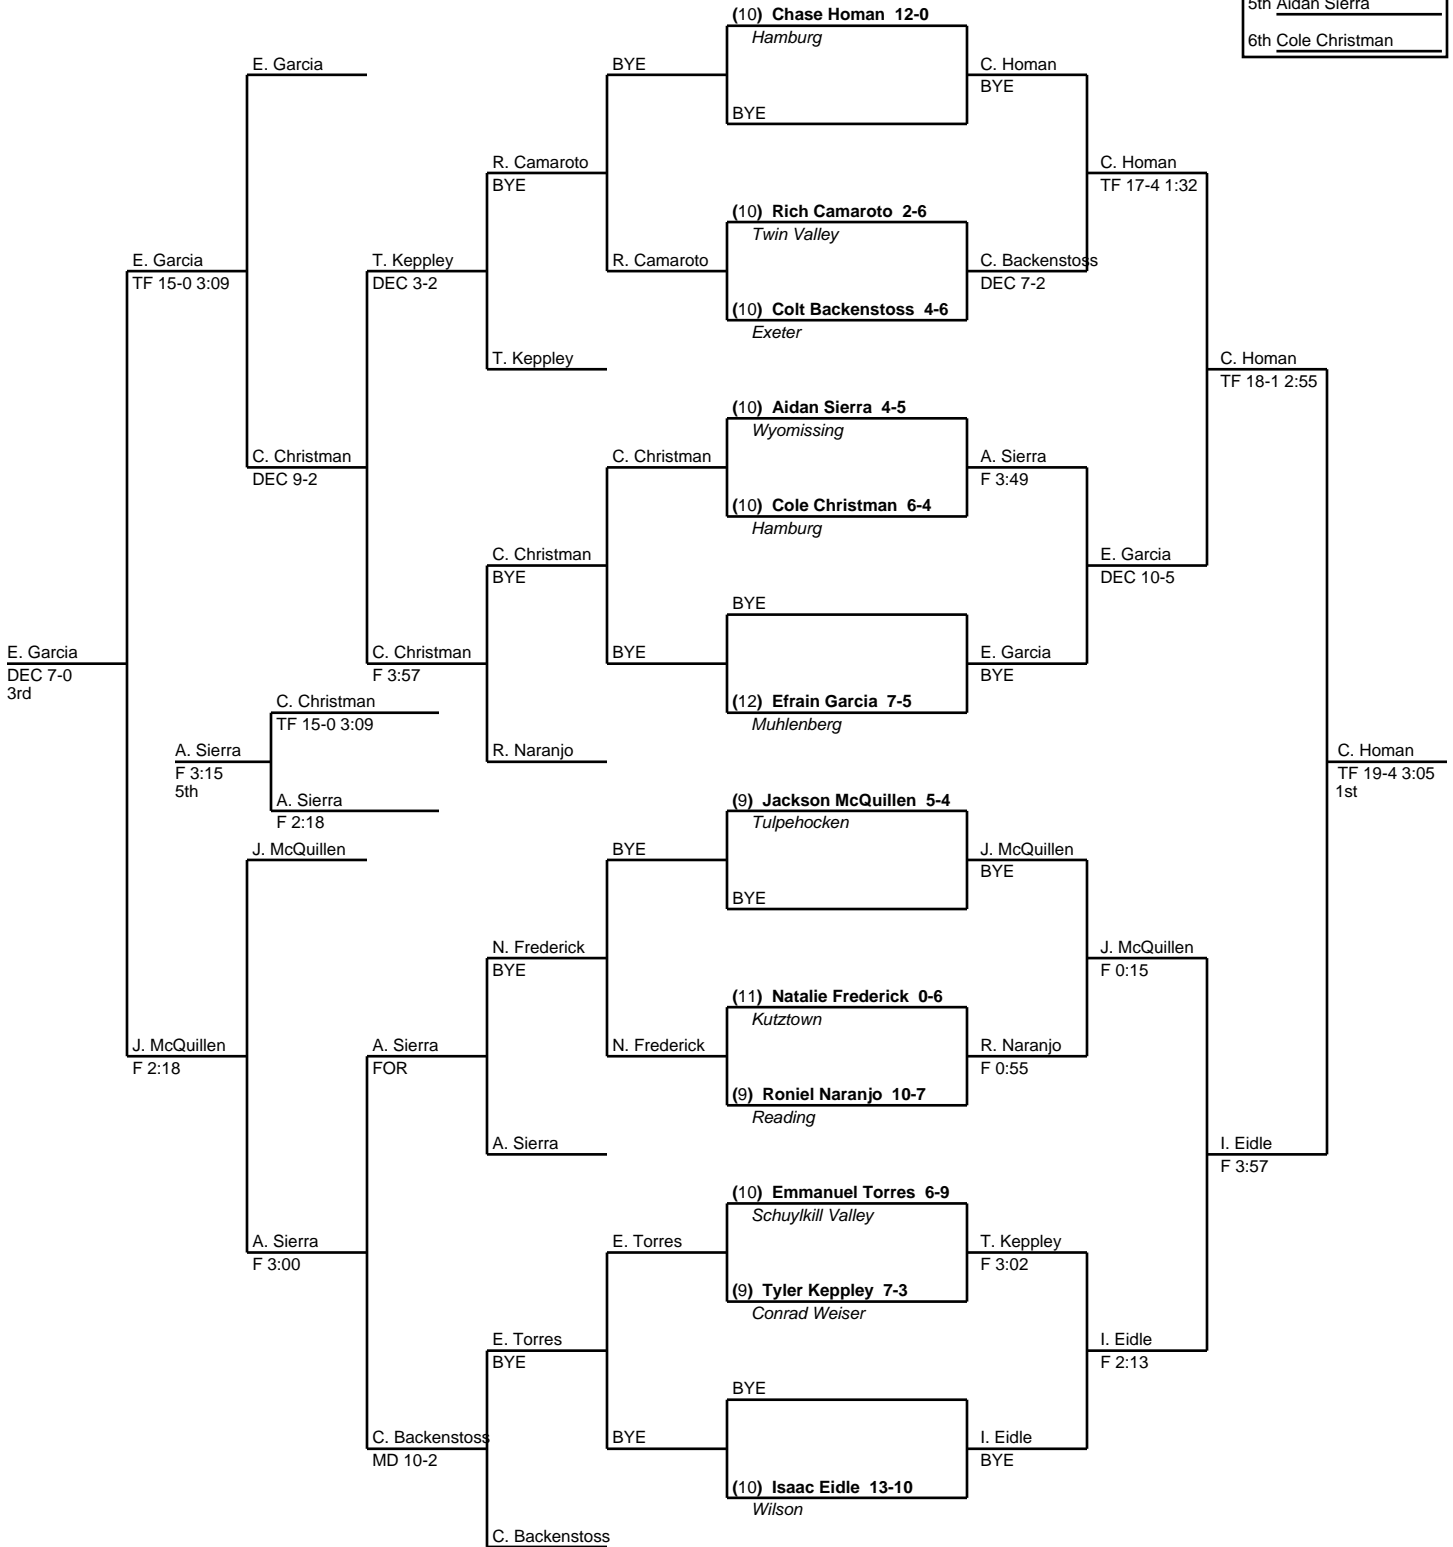 (10) Chase Homan 12-0
5th Aidan Sierra
Hamburg
6th Cole Christman
E. Garcia
BYE
C. Homan
BYE
BYE
R. Camaroto
BYE
C. Homan
TF 17-4 1:32
(10) Rich Camaroto 2-6
Twin Valley
E. Garcia
TF 15-0 3:09
T. Keppley
DEC 3-2
R. Camaroto
C. Backenstoss
DEC 7-2
(10) Colt Backenstoss 4-6
Exeter
T. Keppley
C. Homan
TF 18-1 2:55
(10) Aidan Sierra 4-5
Wyomissing
C. Christman
DEC 9-2
C. Christman
A. Sierra
F 3:49
(10) Cole Christman 6-4
Hamburg
C. Christman
BYE
E. Garcia
DEC 10-5
BYE
E. Garcia
DEC 7-0
3rd
C. Christman
F 3:57
BYE
E. Garcia
BYE
C. Christman
TF 15-0 3:09
(12) Efrain Garcia 7-5
Muhlenberg
A. Sierra
F 3:15
5th
R. Naranjo
C. Homan
TF 19-4 3:05
1st
A. Sierra
F 2:18
(9) Jackson McQuillen 5-4
Tulpehocken
J. McQuillen
BYE
J. McQuillen
BYE
BYE
N. Frederick
BYE
J. McQuillen
F 0:15
(11) Natalie Frederick 0-6
Kutztown
J. McQuillen
F 2:18
A. Sierra
FOR
N. Frederick
R. Naranjo
F 0:55
(9) Roniel Naranjo 10-7
Reading
A. Sierra
I. Eidle
F 3:57
(10) Emmanuel Torres 6-9
Schuylkill Valley
A. Sierra
F 3:00
E. Torres
T. Keppley
F 3:02
(9) Tyler Keppley 7-3
Conrad Weiser
E. Torres
BYE
I. Eidle
F 2:13
BYE
C. Backenstoss
MD 10-2
BYE
I. Eidle
BYE
(10) Isaac Eidle 13-10
Wilson
C. Backenstoss